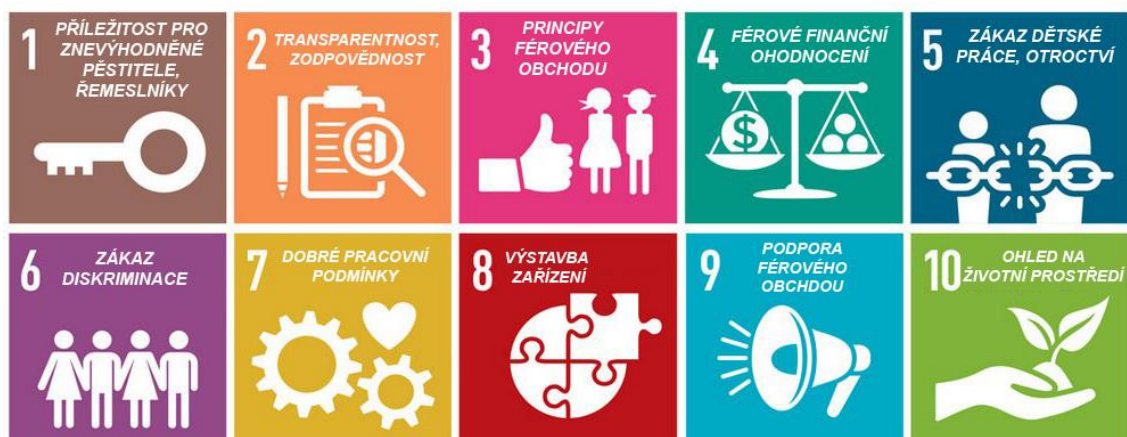 1
PŘÍLEŽITOST PRO
ZNEVÝHODNĚNÉ
PĚSTITELE,
ŘEMESLNÍKY
2
TRANSPARENTNOST,
ZODPOVĚDNOST
3
PRINCIPY
FÉROVÉHO
OBCHODU
4
FÉROVÉ FINANČNÍ
OHODNOCENÍ
$
5
ZÁKAZ DĚTSKÉ
PRÁCE, OTROCTVÍ
6
ZÁKAZ
DISKRIMINACE
7
DOBRÉ PRACOVNÍ
PODMÍNKY
8
VÝSTAVBA
ZAŘÍZENÍ
9
PODPORA
FÉROVÉHO
OBCHDOU
10
OHLED NA
ŽIVOTNÍ PROSTŘEDÍ